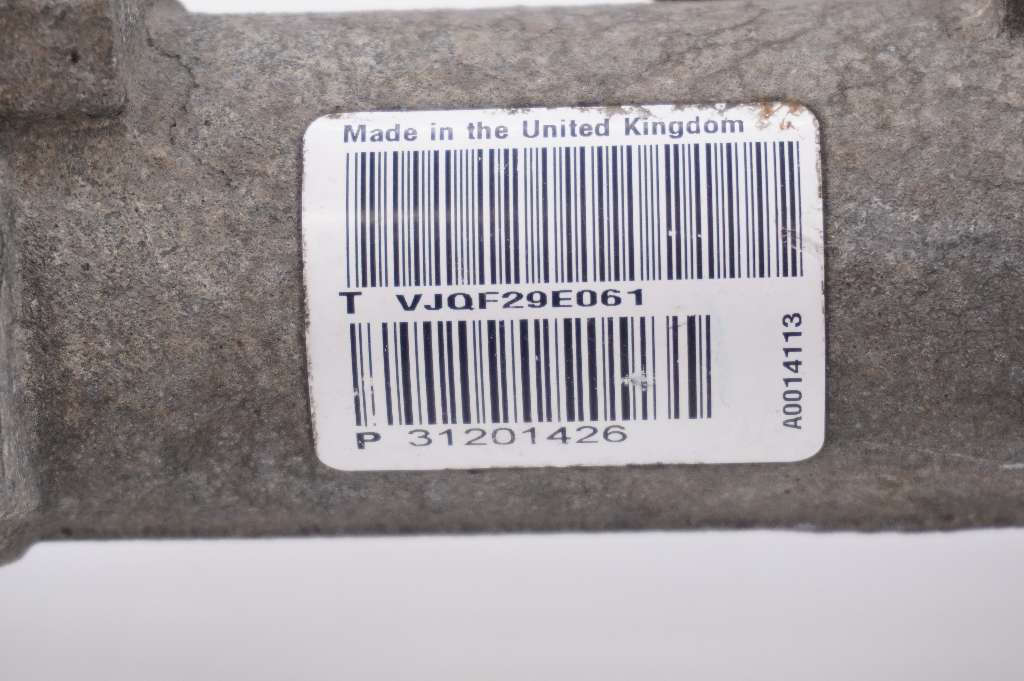 Made in the United Kingdom
T VJQF29E061
P 31201426
A0014113